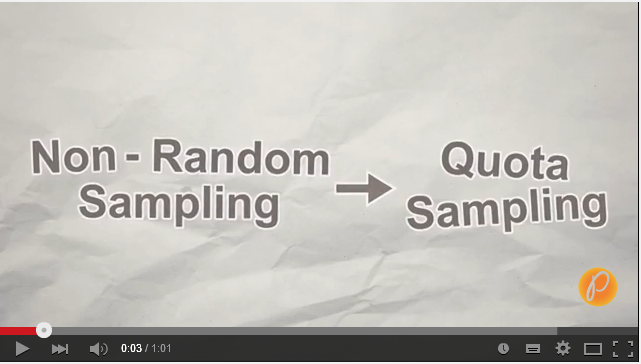 Non - Random
Sampling
Quota
Sampling
P
0:03 / 1:01